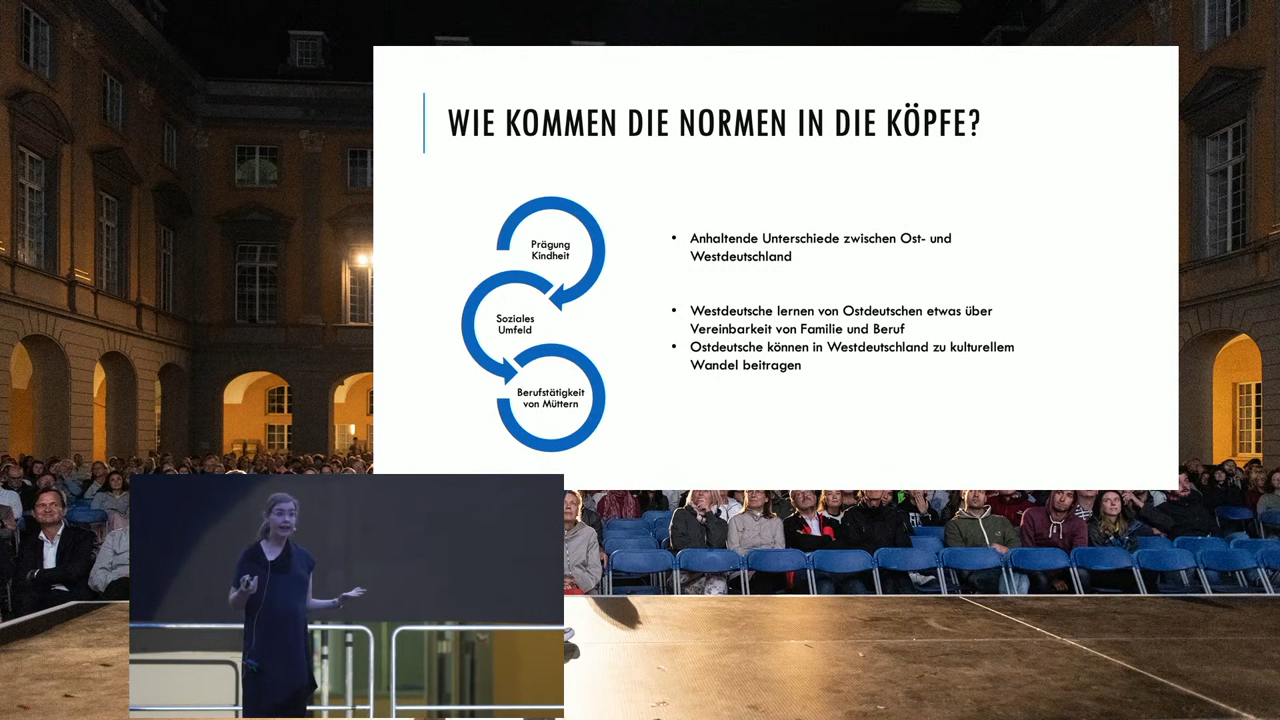 WIE KOMMEN DIE NORMEN IN DIE KÖPFE?
Prägung
Kindheit
Soziales
Umfeld
Berufstätigkeit
von Müttern
• Anhaltende Unterschiede zwischen Ost- und
Westdeutschland
• Westdeutsche lernen von Ostdeutschen etwas über
Vereinbarkeit von Familie und Beruf
• Ostdeutsche können in Westdeutschland zu kulturellem
Wandel beitragen